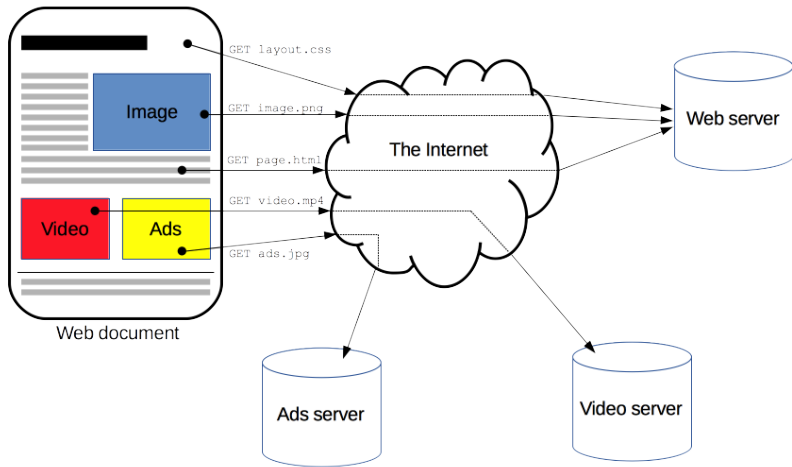 GET layout.css
Image
GET image.png
Web server
The Internet
GET page.html
Video
Ads
GET video.mp4
GET ads.jpg
Web document
Ads server
Video server